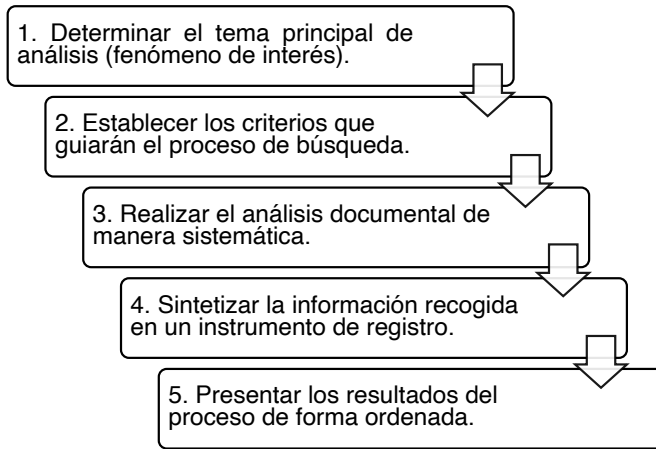 1. Determinar el tema principal de
análisis (fenómeno de interés).
2. Establecer los criterios que
guiarán el proceso de búsqueda.
3. Realizar el análisis documental de
manera sistemática.
4. Sintetizar la información recogida
en un instrumento de registro.
5. Presentar los resultados del
proceso de forma ordenada.